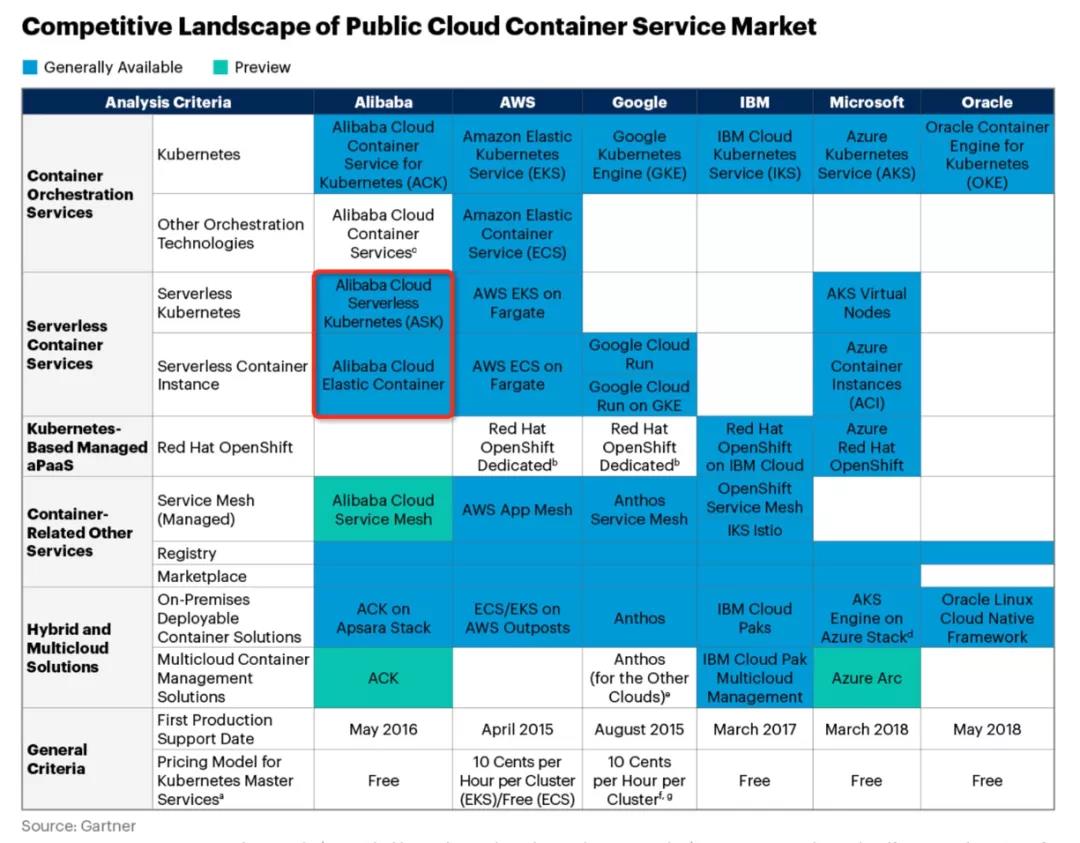 Competitive Landscape of Public Cloud Container Service Market
Generally Available
Preview
Analysis Criteria
Alibaba
AWS
Google
IBM
Microsoft
Oracle
Container
Orchestration
Services
Kubernetes
Alibaba Cloud
Container
Service for
Kubernetes (ACK)
Amazon Elastic
Kubernetes
Service (EKS)
Google
Kubernetes
Engine (GKE)
IBM Cloud
Kubernetes
Service (IKS)
Azure
Kubernetes
Service (AKS)
Oracle Container
Engine for
Kubernetes
(OKE)
Other Orchestration
Technologies
Alibaba Cloud
Container
Servicesᶜ
Amazon Elastic
Container
Service (ECS)
Serverless
Container
Services
Serverless
Kubernetes
Alibaba Cloud
Serverless
Kubernetes (ASK)
AWS EKS on
Fargate
AKS Virtual
Nodes
Serverless Container
Instance
Alibaba Cloud
Elastic Container
AWS ECS on
Fargate
Google Cloud
Run
Google Cloud
Run on GKE
Azure
Container
Instances
(ACI)
Kubernetes-
Based Managed
aPaaS
Red Hat OpenShift
Red Hat
OpenShift
Dedicatedᵇ
Red Hat
OpenShift
Dedicatedᵇ
Red Hat
OpenShift
on IBM Cloud
Azure
Red Hat
OpenShift
Container-
Related Other
Services
Service Mesh
(Managed)
Alibaba Cloud
Service Mesh
AWS App Mesh
Anthos
Service Mesh
OpenShift
Service Mesh
IKS Istio
Registry
Marketplace
Hybrid and
Multicloud
Solutions
On-Premises
Deployable
Container Solutions
ACK on
Apsara Stack
ECS/EKS on
AWS Outposts
Anthos
IBM Cloud
Paks
AKS
Engine on
Azure Stackᵈ
Oracle Linux
Cloud Native
Framework
Multicloud Container
Management
Solutions
ACK
Anthos
(for the Other
Clouds)ᵉ
IBM Cloud Pak
Multicloud
Management
Azure Arc
General
Criteria
First Production
Support Date
May 2016
April 2015
August 2015
March 2017
March 2018
May 2018
Pricing Model for
Kubernetes Master
Servicesᵃ
Free
10 Cents per
Hour per Cluster
(EKS)/Free (ECS)
10 Cents
per Hour per
Clusterᶠ, ᵍ
Free
Free
Free
Source: Gartner